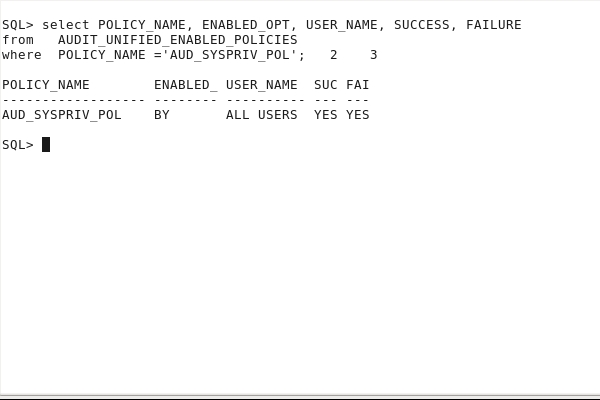 SQL> select POLICY_NAME, ENABLED_OPT, USER_NAME, SUCCESS, FAILURE
from   AUDIT_UNIFIED_ENABLED_POLICIES
where  POLICY_NAME ='AUD_SYSPRIV_POL';   2    3
POLICY_NAME        ENABLED_ USER_NAME  SUC FAI
------------------ -------- ---------- --- ---
AUD_SYSPRIV_POL    BY       ALL USERS  YES YES
SQL>